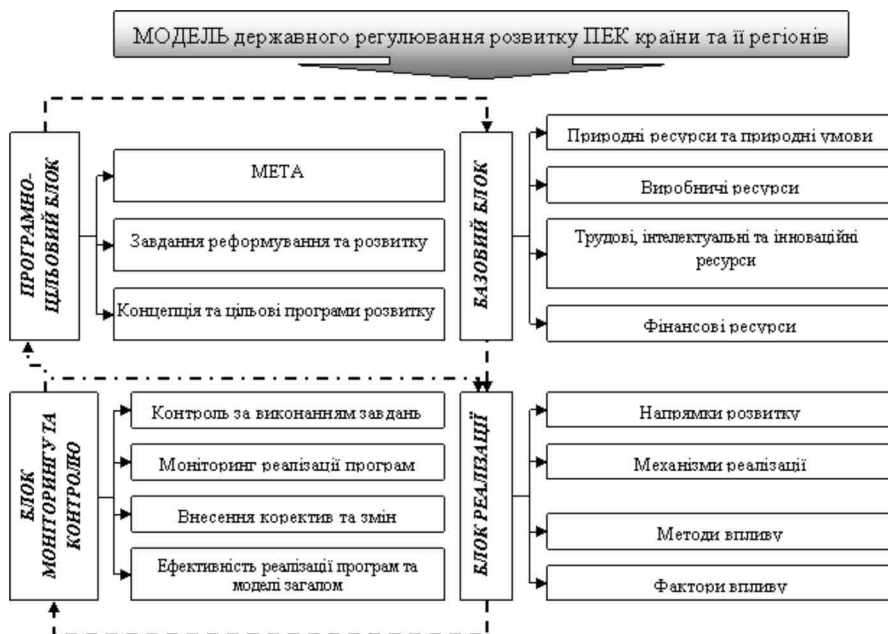 МОДЕЛЬ державного регулювання розвитку ПЕК країни та її регіонів
ПРОГРАМНО-
ЦІЛЬОВИЙ БЛОК
МЕТА
Завдання реформування та розвитку
Концепція та цільові програми розвитку
БАЗОВИЙ БЛОК
Природні ресурси та природні умови
Виробничі ресурси
Трудові, інтелектуальні та інноваційні
ресурси
Фінансові ресурси
БЛОК
МОНІТОРИНГУ ТА
КОНТРОЛЮ
Контроль за виконанням завдань
Моніторинг реалізації програм
Внесення коректив та змін
Ефективність реалізації програм та
моделі загалом
БЛОК РЕАЛІЗАЦІЇ
Напрямки розвитку
Механізми реалізації
Методи впливу
Фактори впливу